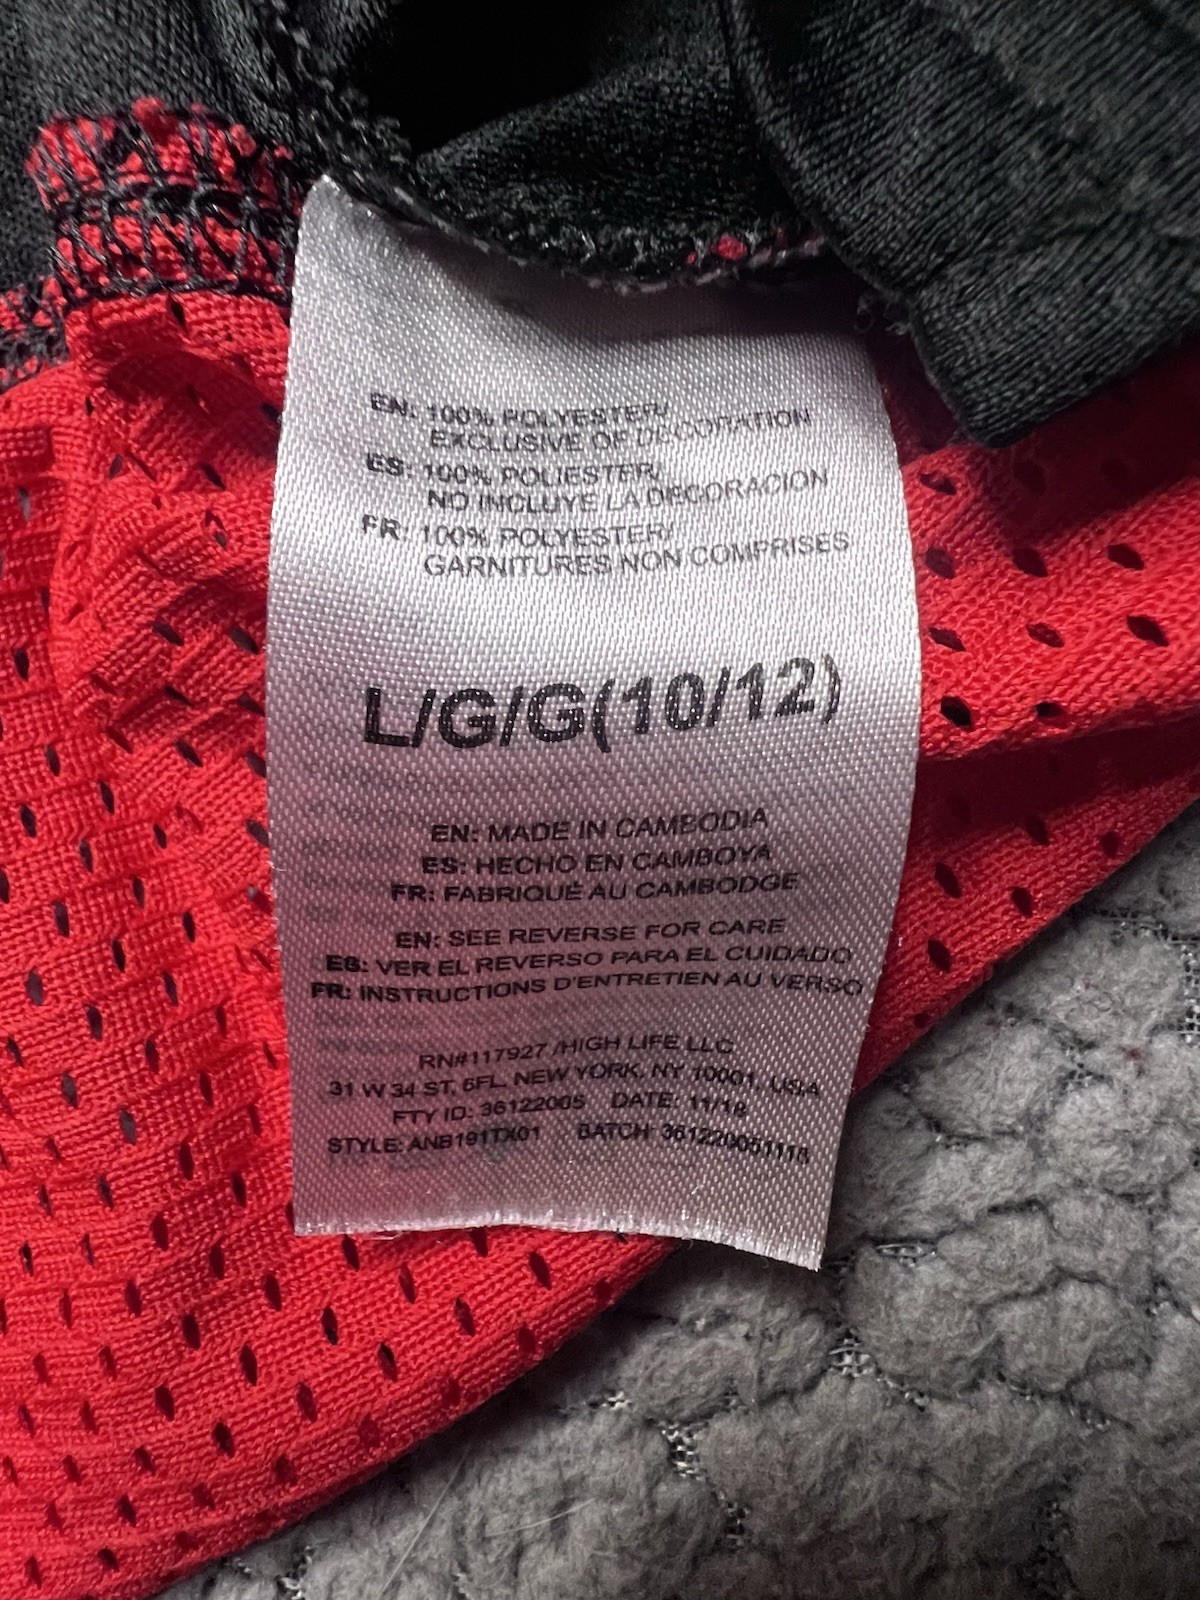 EN: 100% POLYESTER/
EXCLUSIVE OF DECORATION
ES: 100% POLIESTER/
NO INCLUYE LA DECORACION
FR: 100% POLYESTER/
GARNITURES NON COMPRISES
L/G/G(10/12)
EN: MADE IN CAMBODIA
ES: HECHO EN CAMBOYA
FR: FABRIQUÉ AU CAMBODGE
EN: SEE REVERSE FOR CARE
ES: VER EL REVERSO PARA EL CUIDADO
FR: INSTRUCTIONS D'ENTRETIEN AU VERSO
RN#117927 /HIGH LIFE LLC
31 W 34 ST, 6FL, NEW YORK, NY 10001, USA
FTY ID: 36122005 DATE: 11/18
STYLE: ANB191TX01 BATCH: 361220051118